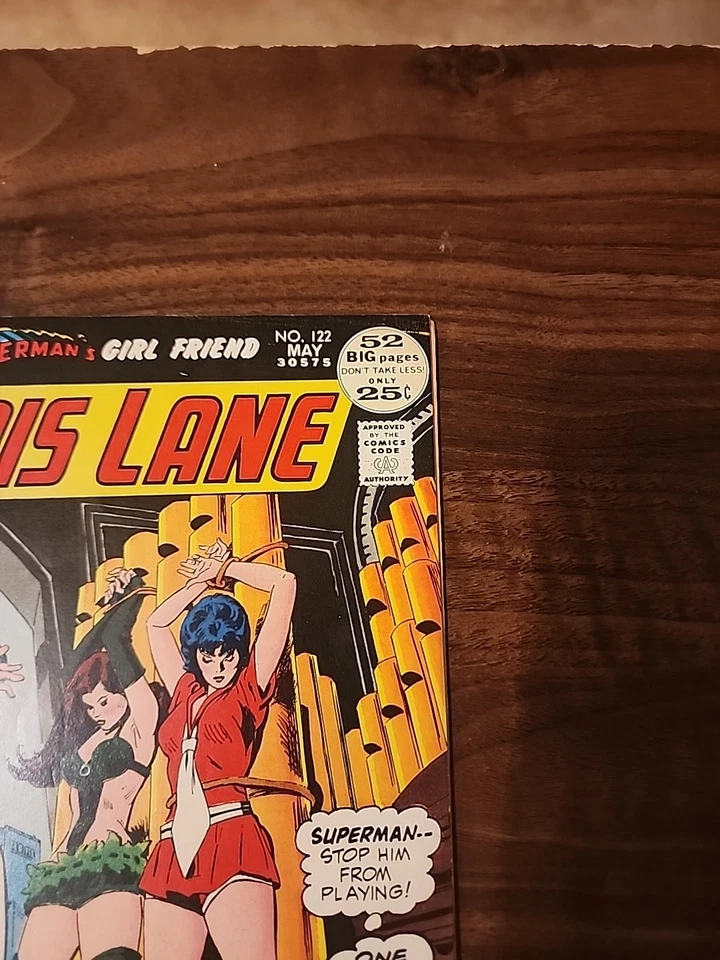 ERMAN'S GIRL FRIEND
NO. 122
MAY
30575
52
BIG pages
DON'T TAKE LESS!
ONLY
25¢
IS LANE
APPROVED
BY THE
COMICS
CODE
CA
AUTHORITY
SUPERMAN--
STOP HIM
FROM
PLAYING!
ONE